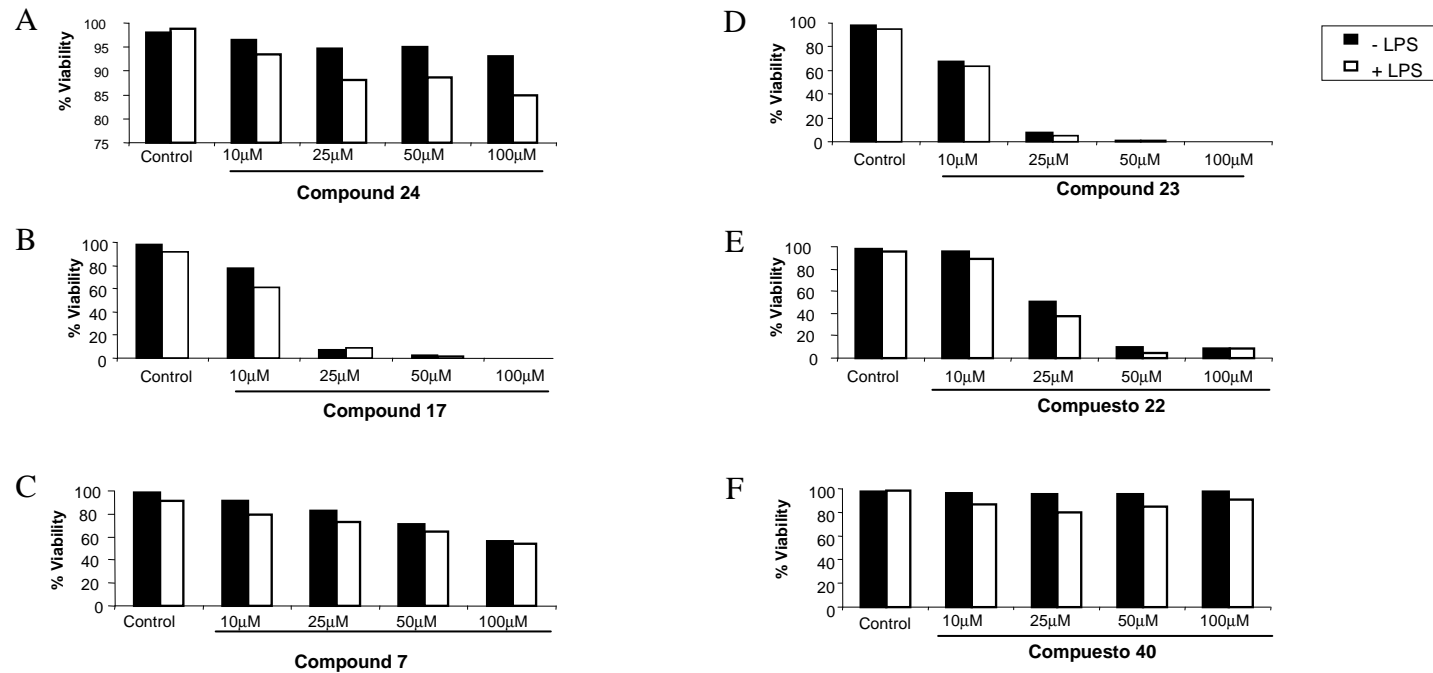 A
% Viability
100
95
90
85
80
75
Control
10µM
25µM
50µM
100µM
Compound 24
B
% Viability
100
80
60
40
20
0
Control
10µM
25µM
50µM
100µM
Compound 17
C
% Viability
100
80
60
40
20
0
Control
10µM
25µM
50µM
100µM
Compound 7
D
% Viability
100
80
60
40
20
0
Control
10µM
25µM
50µM
100µM
Compound 23
- LPS
+ LPS
E
% Viability
100
80
60
40
20
0
Control
10µM
25µM
50µM
100µM
Compuesto 22
F
% Viability
100
80
60
40
20
0
Control
10µM
25µM
50µM
100µM
Compuesto 40